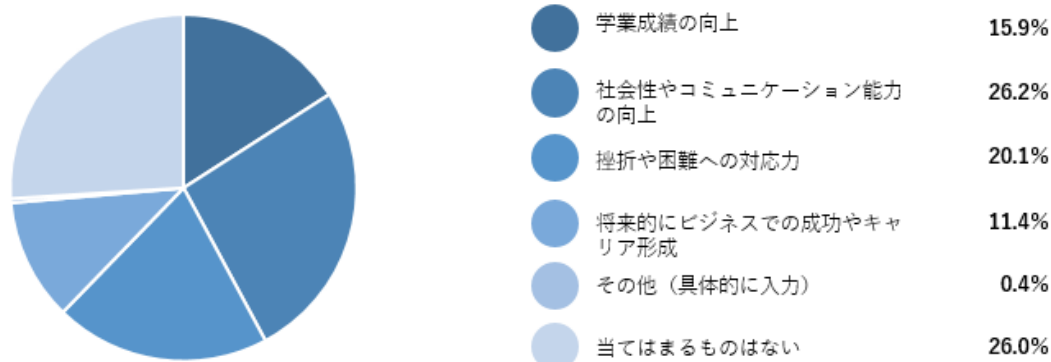 学業成績の向上 15.9%
社会性やコミュニケーション能力 26.2%
の向上
挫折や困難への対応力 20.1%
将来的にビジネスでの成功やキャ 11.4%
リア形成
その他（具体的に入力） 0.4%
当てはまるものはない 26.0%